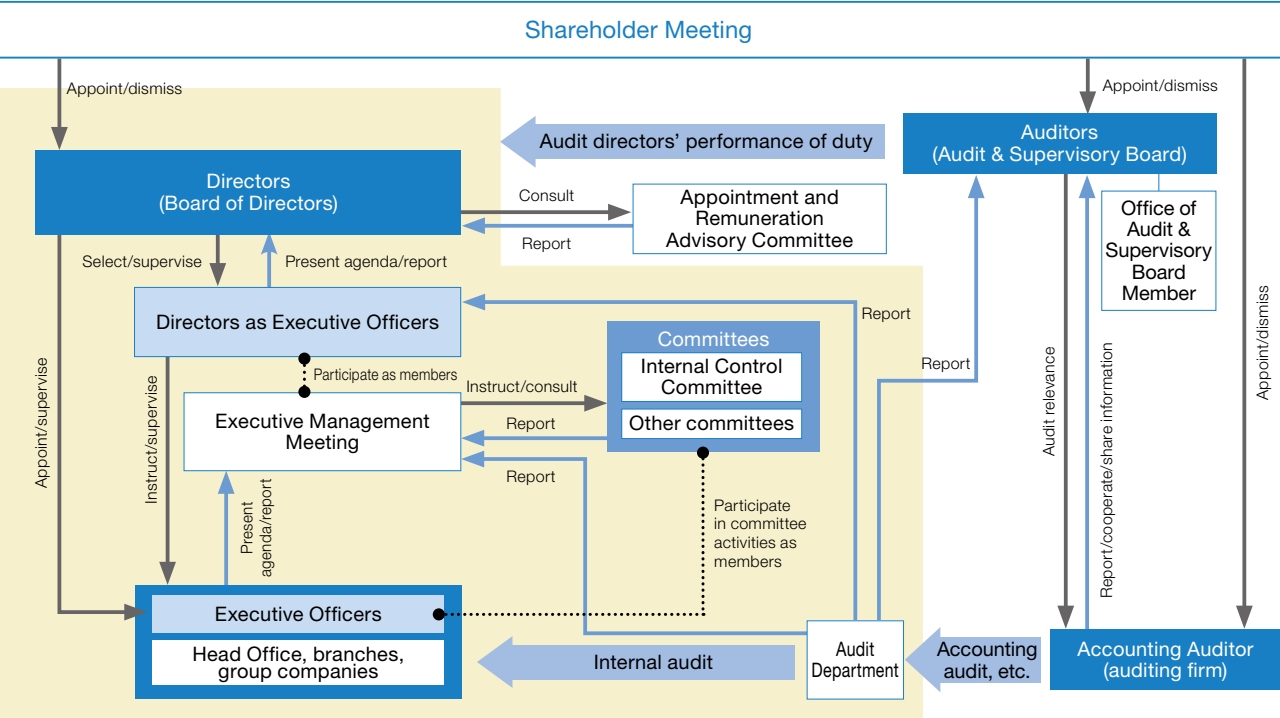 Shareholder Meeting
Appoint/dismiss
Appoint/dismiss
Auditors
(Audit & Supervisory Board)
Audit directors’ performance of duty
Directors
(Board of Directors)
Consult
Report
Appointment and
Remuneration
Advisory Committee
Office of
Audit &
Supervisory
Board
Member
Select/supervise
Present agenda/report
Directors as Executive Officers
Report
Committees
Internal Control
Committee
Other committees
Participate as members
Instruct/consult
Report
Report
Executive Management
Meeting
Report
Appoint/supervise
Instruct/supervise
Present
agenda/report
Participate
in committee
activities as
members
Audit relevance
Report/cooperate/share information
Appoint/dismiss
Executive Officers
Head Office, branches,
group companies
Internal audit
Audit
Department
Accounting
audit, etc.
Accounting Auditor
(auditing firm)